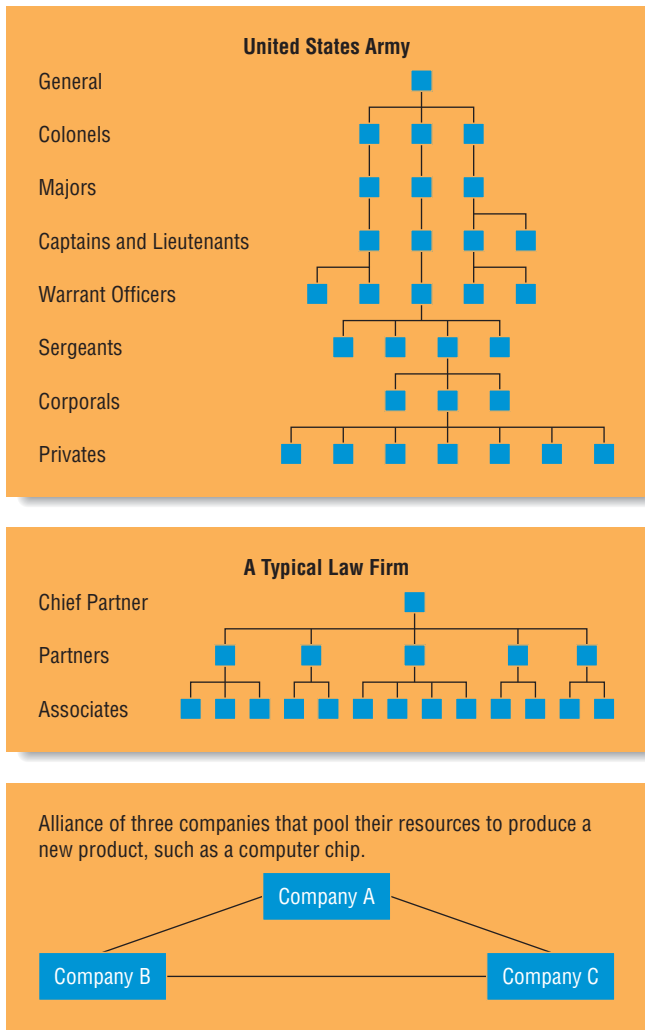 United States Army
General
Colonels
Majors
Captains and Lieutenants
Warrant Officers
Sergeants
Corporals
Privates
A Typical Law Firm
Chief Partner
Partners
Associates
Alliance of three companies that pool their resources to produce a
new product, such as a computer chip.
Company A
Company B
Company C